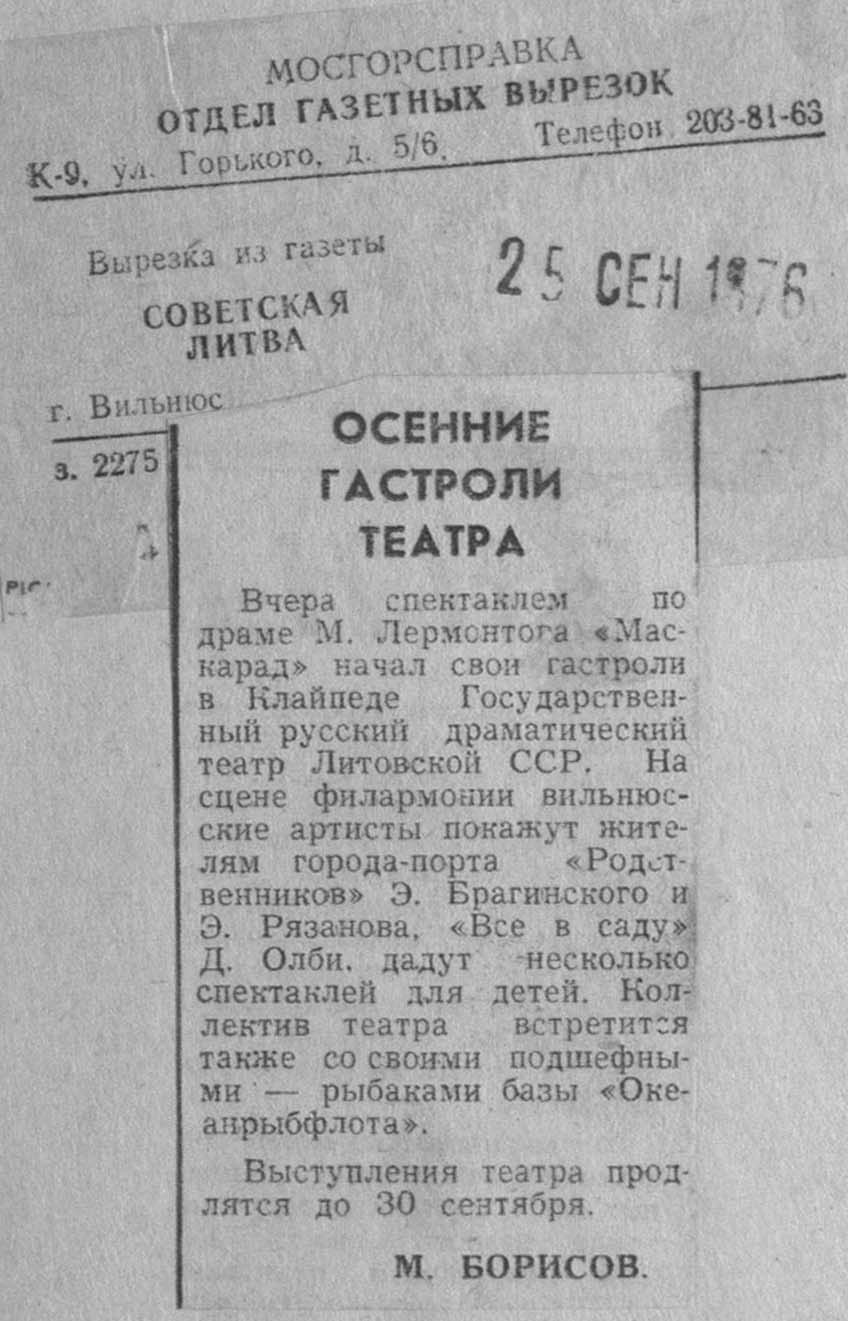 МОСГОРСПРАВКА
ОТДЕЛ ГАЗЕТНЫХ ВЫРЕЗОК
К-9, ул. Горького, д. 5/6. Телефон 203-81-63
Вырезка из газеты
СОВЕТСКАЯ
ЛИТВА
25 СЕН 1976
г. Вильнюс
з. 2275
ОСЕННИЕ
ГАСТРОЛИ
ТЕАТРА
Вчера спектаклем по
драме М. Лермонтога «Мас-
карад» начал свои гастроли
в Клайпеде Государствен-
ный русский драматический
театр Литовской ССР. На
сцене филармонии вильнюс-
ские артисты покажут жите-
лям города-порта «Родст-
венников» Э. Брагинского и
Э. Рязанова, «Все в саду»
Д. Олби, дадут несколько
спектаклей для детей. Кол-
лектив театра встретится
также со своими подшефны-
ми — рыбаками базы «Оке-
анрыбфлота».
Выступления театра прод-
лятся до 30 сентября.
М. БОРИСОВ.